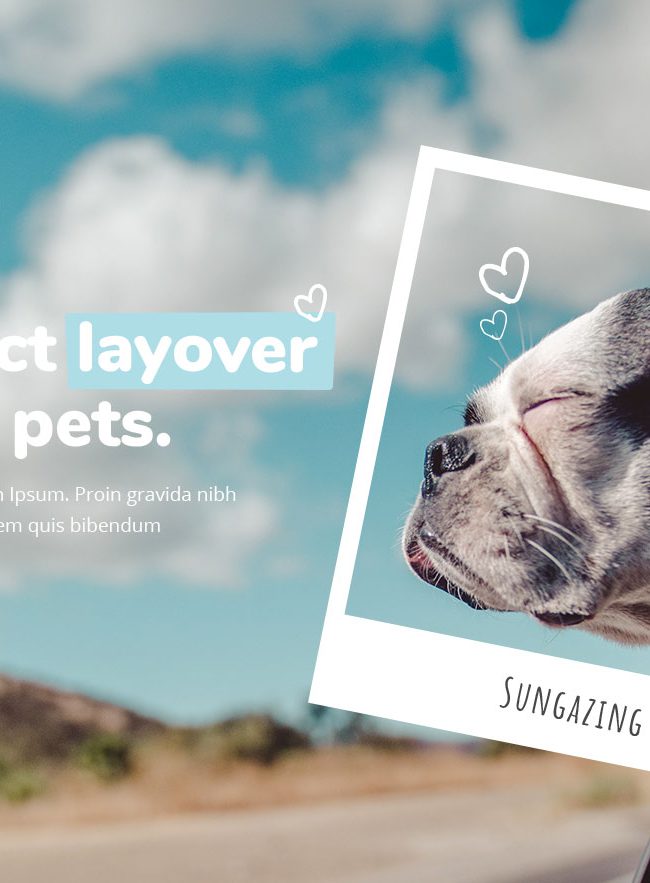 ct layover
pets.
Ipsum. Proin gravida nibh
em quis bibendum
SUNGAZING